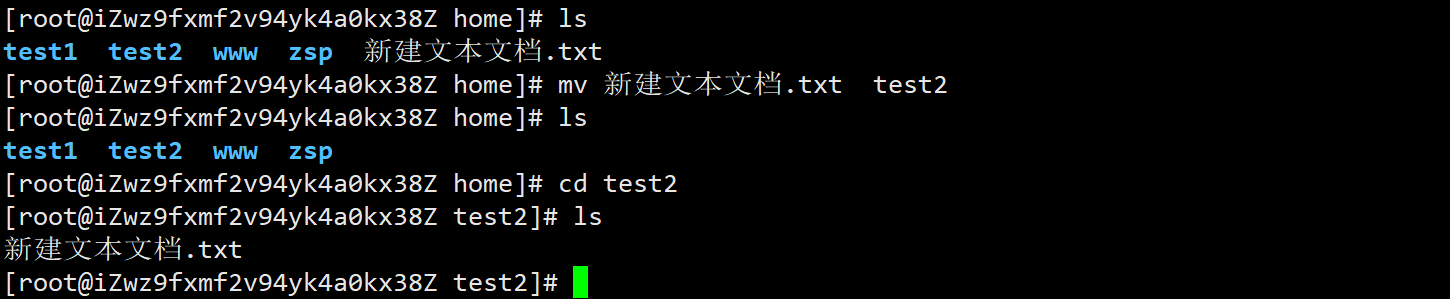 [root@iZwz9fxmf2v94yk4a0kx38Z home]# ls
test1  test2  www  zsp  新建文本文档.txt
[root@iZwz9fxmf2v94yk4a0kx38Z home]# mv 新建文本文档.txt  test2
[root@iZwz9fxmf2v94yk4a0kx38Z home]# ls
test1  test2  www  zsp
[root@iZwz9fxmf2v94yk4a0kx38Z home]# cd test2
[root@iZwz9fxmf2v94yk4a0kx38Z test2]# ls
新建文本文档.txt
[root@iZwz9fxmf2v94yk4a0kx38Z test2]#